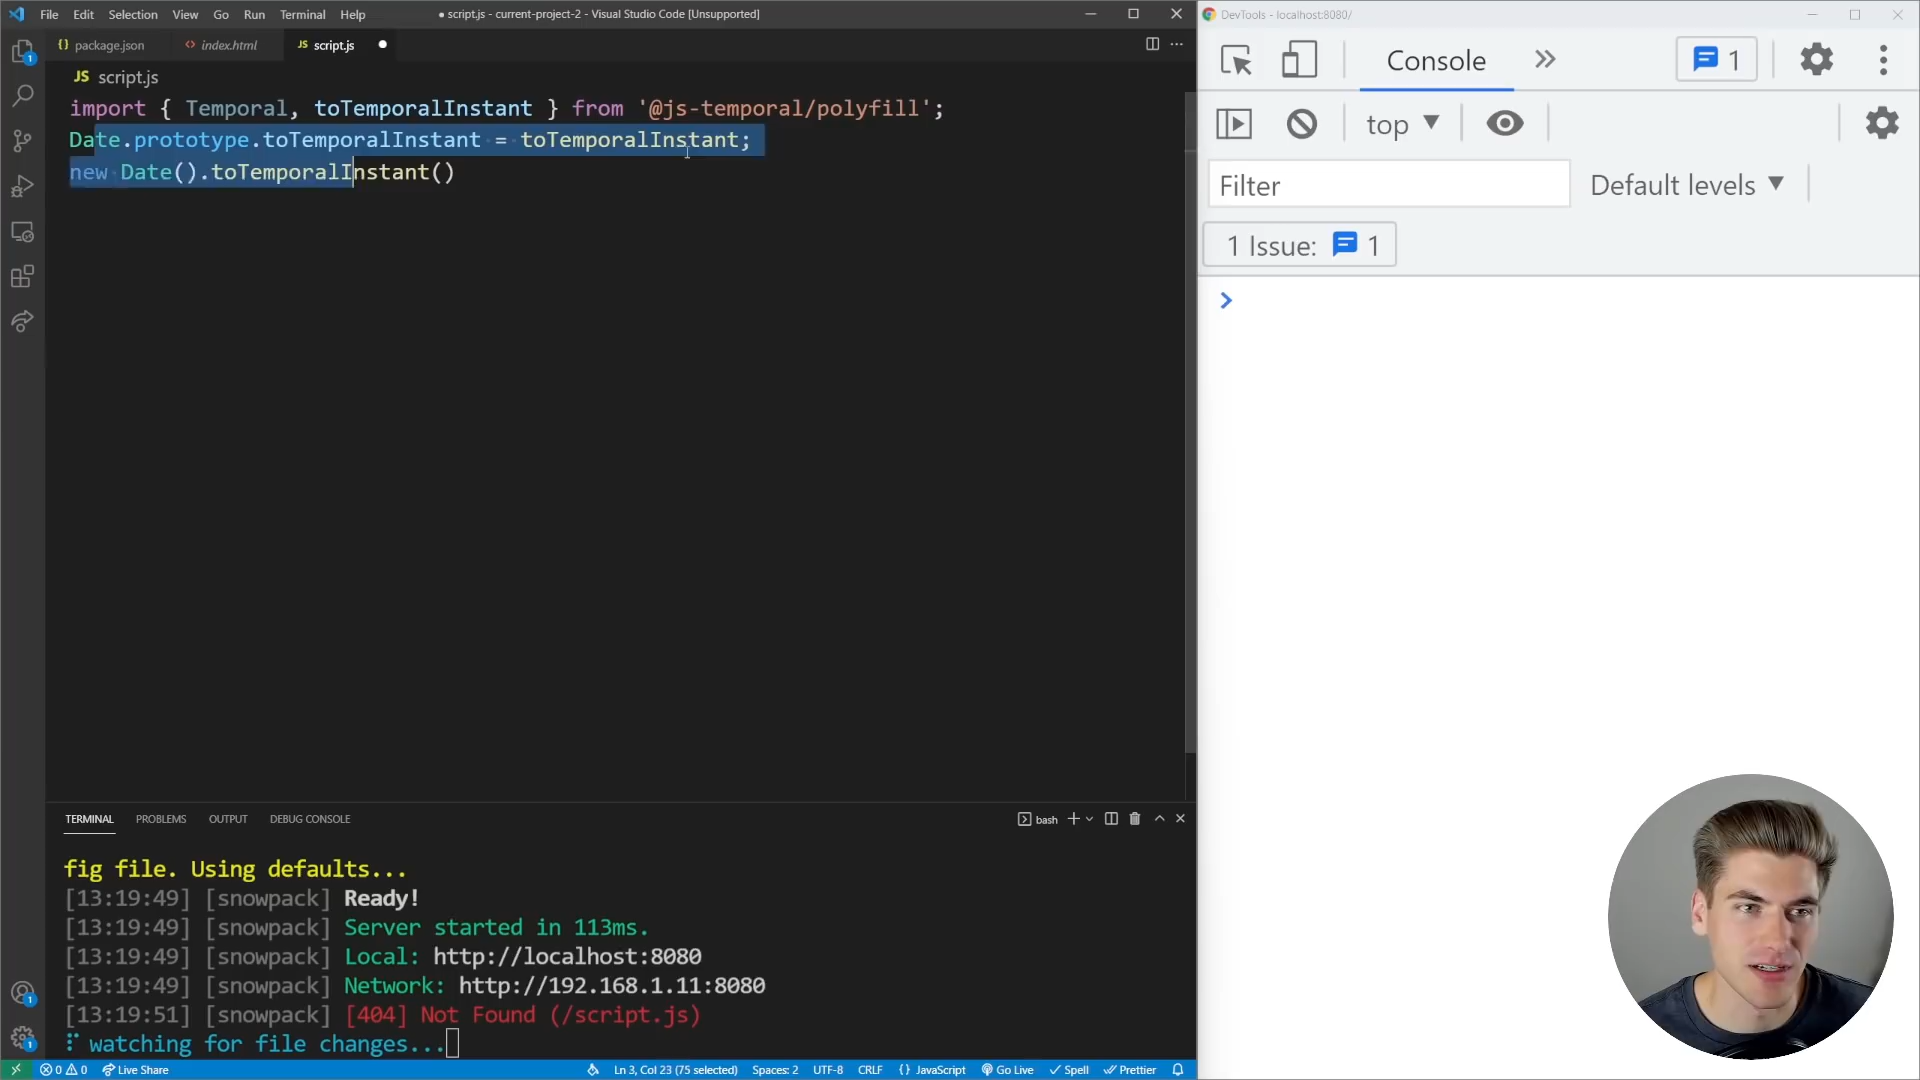 File Edit Selection View Go Run Terminal Help
● script.js - current-project-2 - Visual Studio Code [Unsupported]
{} package.json
<> index.html
JS script.js ●
JS script.js
import { Temporal, toTemporalInstant } from '@js-temporal/polyfill';
Date.prototype.toTemporalInstant = toTemporalInstant;
new Date().toTemporalInstant()
TERMINAL PROBLEMS OUTPUT DEBUG CONSOLE
bash
fig file. Using defaults...
[13:19:49] [snowpack] Ready!
[13:19:49] [snowpack] Server started in 113ms.
[13:19:49] [snowpack] Local: http://localhost:8080
[13:19:49] [snowpack] Network: http://192.168.1.11:8080
[13:19:51] [snowpack] [404] Not Found (/script.js)
⠏ watching for file changes...
0 0 Live Share
Ln 3, Col 23 (75 selected) Spaces: 2 UTF-8 CRLF {} JavaScript Go Live Spell Prettier
DevTools - localhost:8080/
Console » 1
top ▼
Filter
Default levels ▼
1 Issue: 1
1
1
1